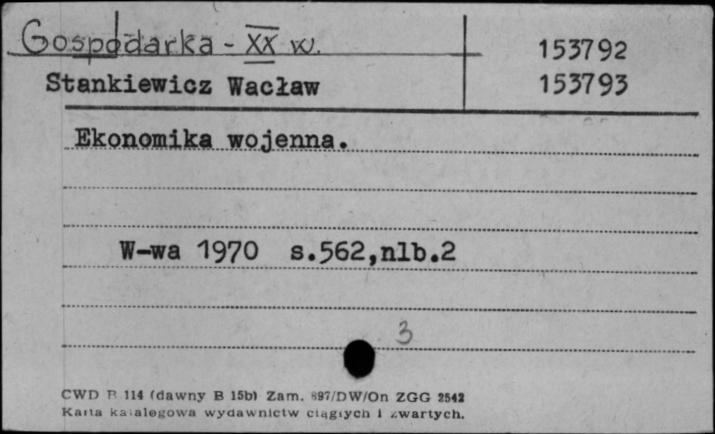 Gospodarka - XX w.
153792
Stankiewicz Wacław
153793
Ekonomika wojenna.
W-wa 1970 s.562,nlb.2
3
CWD B 114 (dawny B 15b) Zam. 897/DW/On ZGG 2542
Karta katalogowa wydawnictw ciągłych i zwartych.